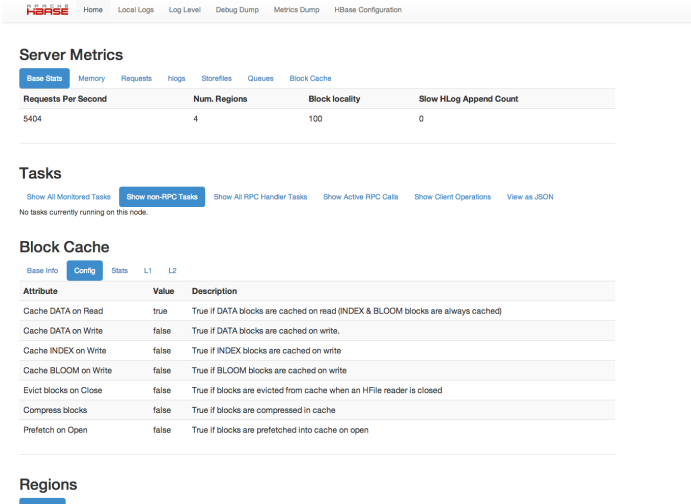 APACHE
HBASE Home Local Logs Log Level Debug Dump Metrics Dump HBase Configuration
Server Metrics
Base Stats Memory Requests hlogs Storefiles Queues Block Cache
Requests Per Second Num. Regions Block locality Slow HLog Append Count
5404 4 100 0
Tasks
Show All Monitored Tasks Show non-RPC Tasks Show All RPC Handler Tasks Show Active RPC Calls Show Client Operations View as JSON
No tasks currently running on this node.
Block Cache
Base Info Config Stats L1 L2
Attribute Value Description
Cache DATA on Read true True if DATA blocks are cached on read (INDEX & BLOOM blocks are always cached)
Cache DATA on Write false True if DATA blocks are cached on write.
Cache INDEX on Write false True if INDEX blocks are cached on write
Cache BLOOM on Write false True if BLOOM blocks are cached on write
Evict blocks on Close false True if blocks are evicted from cache when an HFile reader is closed
Compress blocks false True if blocks are compressed in cache
Prefetch on Open false True if blocks are prefetched into cache on open
Regions